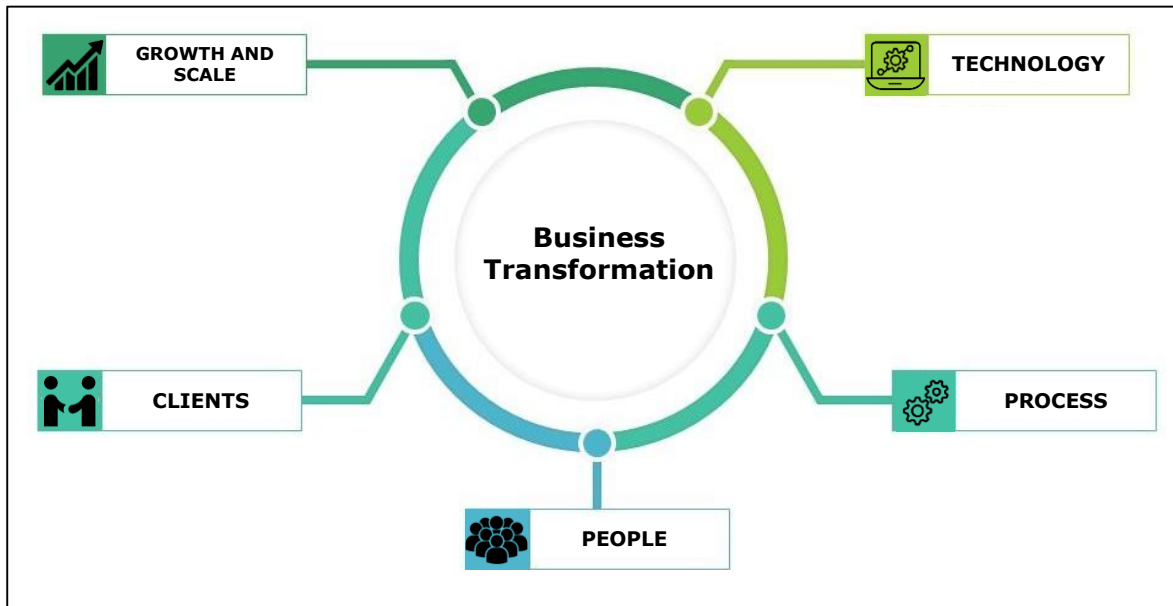 GROWTH AND
SCALE
TECHNOLOGY
Business
Transformation
CLIENTS
PROCESS
PEOPLE